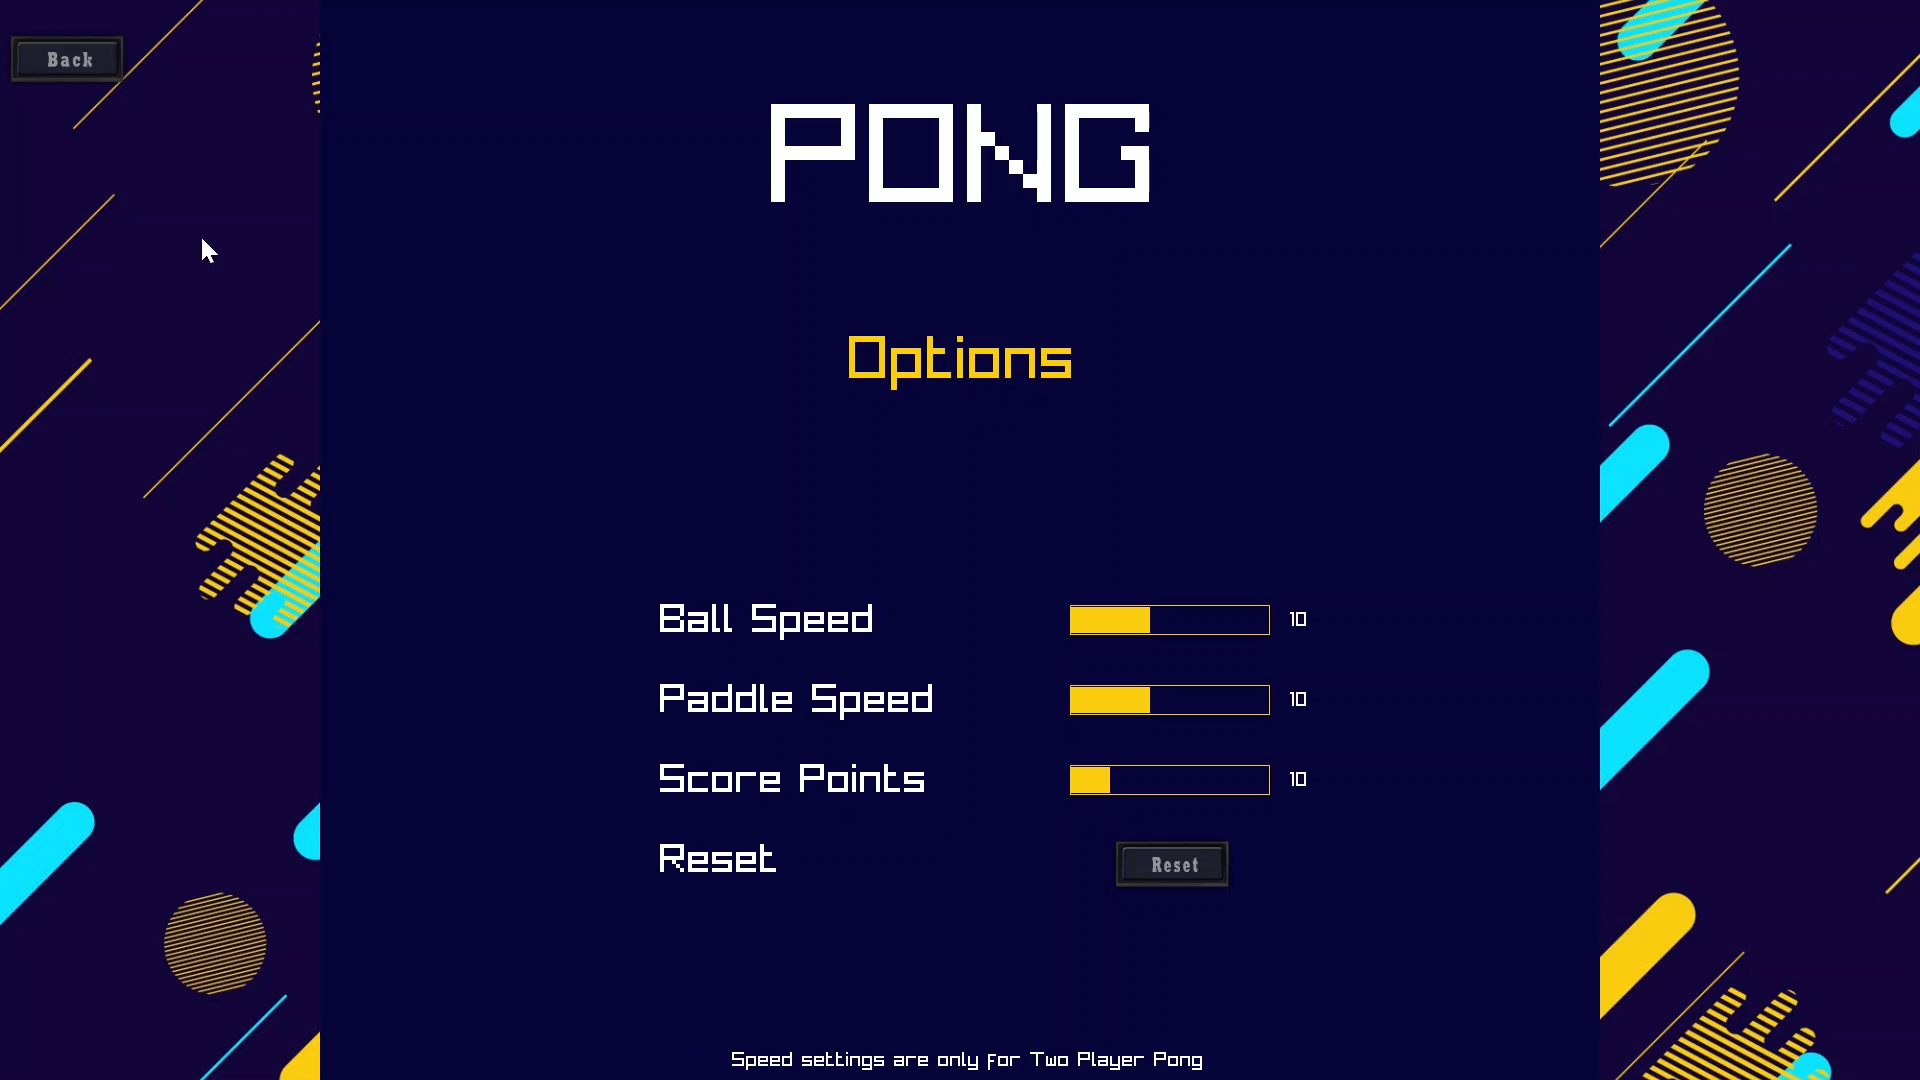 Back
PONG
Options
Ball Speed 10
Paddle Speed 10
Score Points 10
Reset Reset
Speed settings are only for Two Player Pong